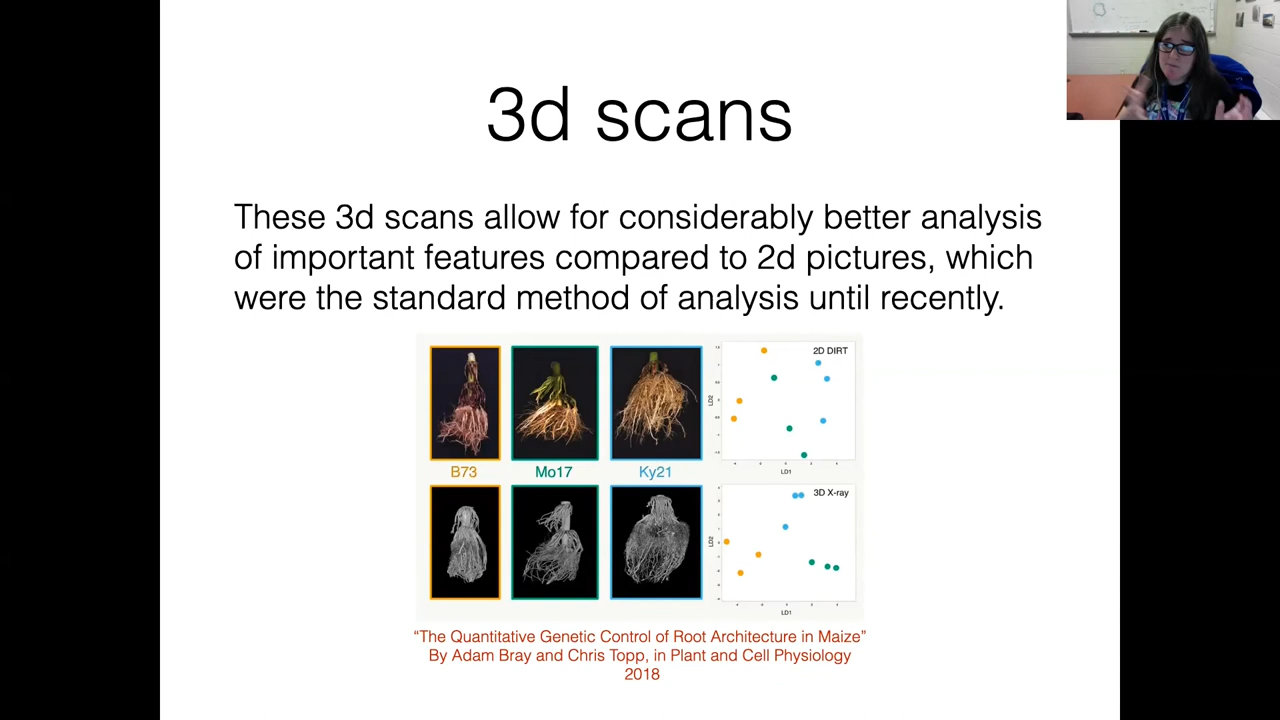 3d scans
These 3d scans allow for considerably better analysis
of important features compared to 2d pictures, which
were the standard method of analysis until recently.
2D DIRT
LD2
LD1
B73
Mo17
Ky21
3D X-ray
LD2
LD1
“The Quantitative Genetic Control of Root Architecture in Maize”
By Adam Bray and Chris Topp, in Plant and Cell Physiology
2018